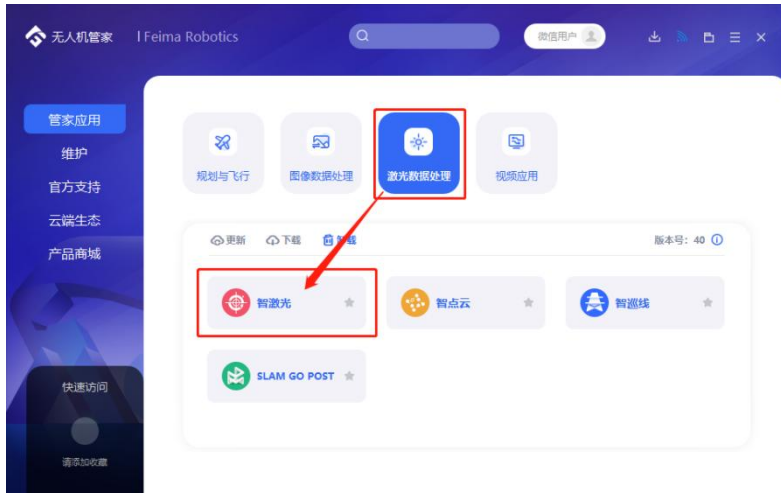 无人机管家 | Feima Robotics
微信用户
管家应用
维护
官方支持
云端生态
产品商城
规划与飞行
图像数据处理
激光数据处理
视频应用
更新 下载 卸载
版本号: 40
智激光
智点云
智巡线
SLAM GO POST
快速访问
请添加收藏